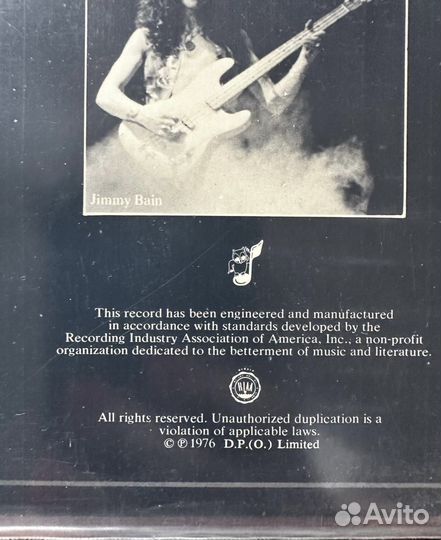 Jimmy Bain
This record has been engineered and manufactured
in accordance with standards developed by the
Recording Industry Association of America, Inc., a non-profit
organization dedicated to the betterment of music and literature.
RIAA
All rights reserved. Unauthorized duplication is a
violation of applicable laws.
© ℗ 1976 D.P.(O.) Limited
Avito